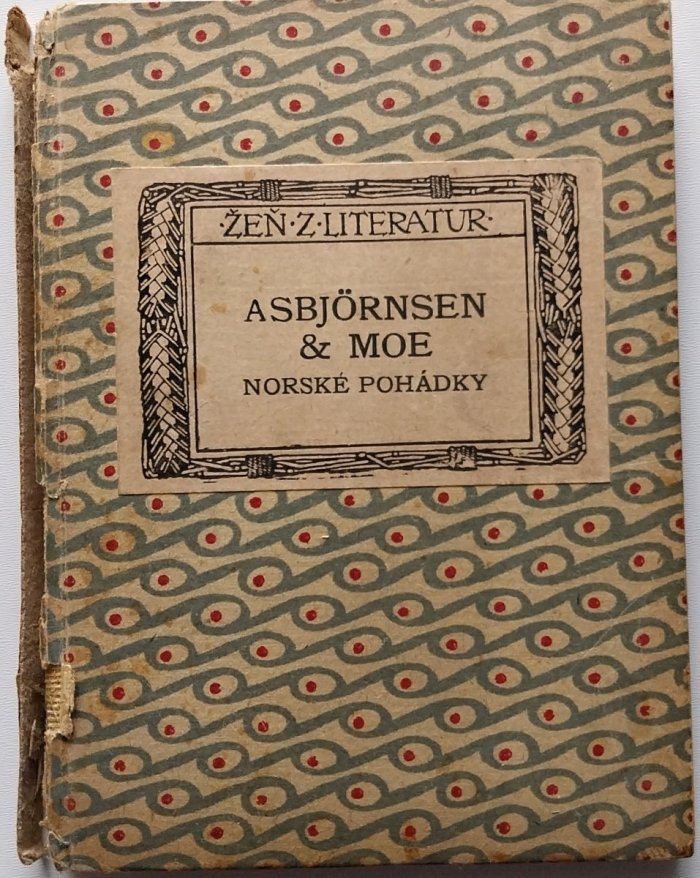 ·ŽEŇ·Z·LITERATUR·
ASBJÖRNSEN
& MOE
NORSKÉ POHÁDKY